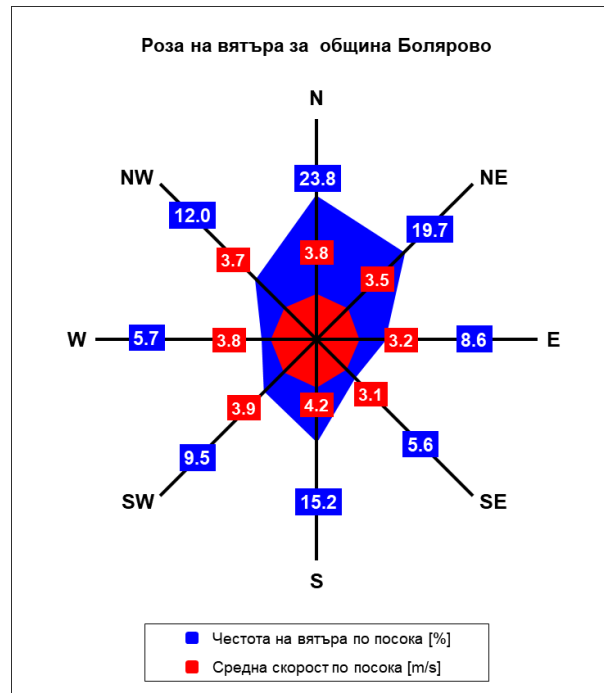 Роза на вятъра за община Болярово
N
NW
NE
23.8
12.0
19.7
3.8
3.7
3.5
W
5.7
3.8
3.2
8.6
E
3.9
4.2
3.1
9.5
5.6
SW
15.2
SE
S
Честота на вятъра по посока [%]
Средна скорост по посока [m/s]